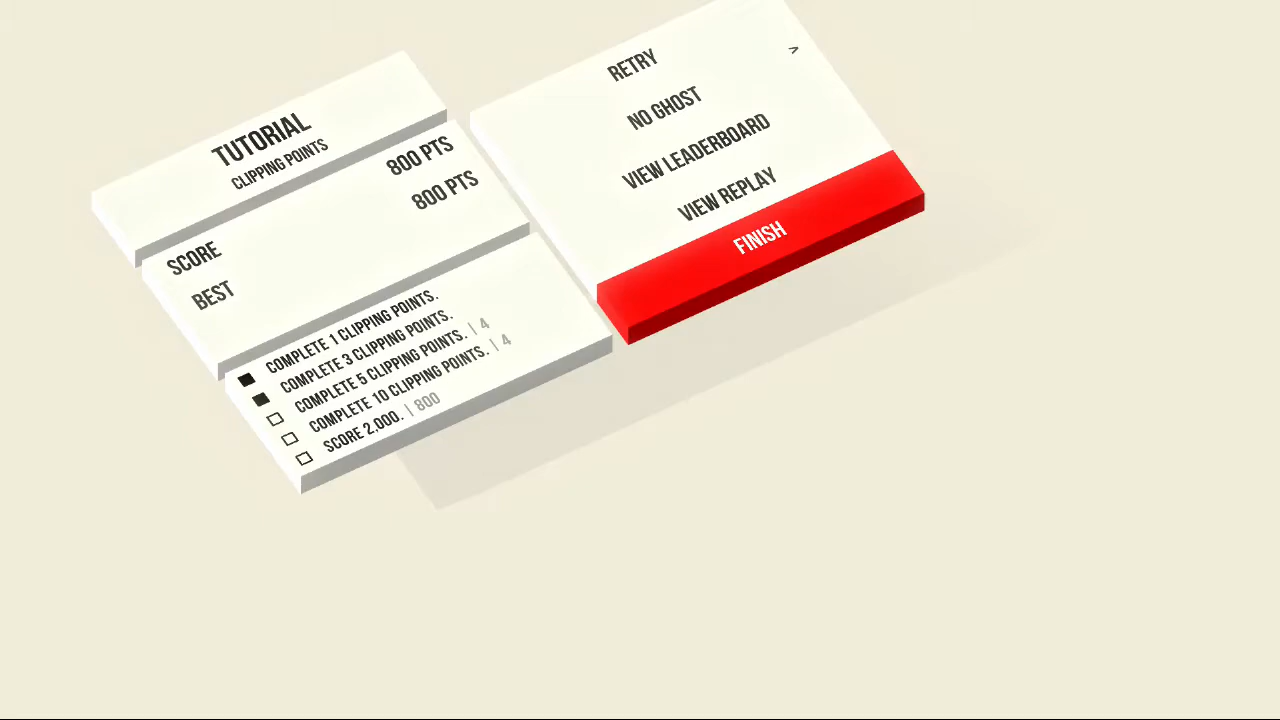 TUTORIAL
CLIPPING POINTS
SCORE 800 PTS
BEST 800 PTS
COMPLETE 1 CLIPPING POINTS.
COMPLETE 3 CLIPPING POINTS.
COMPLETE 5 CLIPPING POINTS. | 4
COMPLETE 10 CLIPPING POINTS. | 4
SCORE 2,000. | 800
RETRY
NO GHOST >
VIEW LEADERBOARD
VIEW REPLAY
FINISH